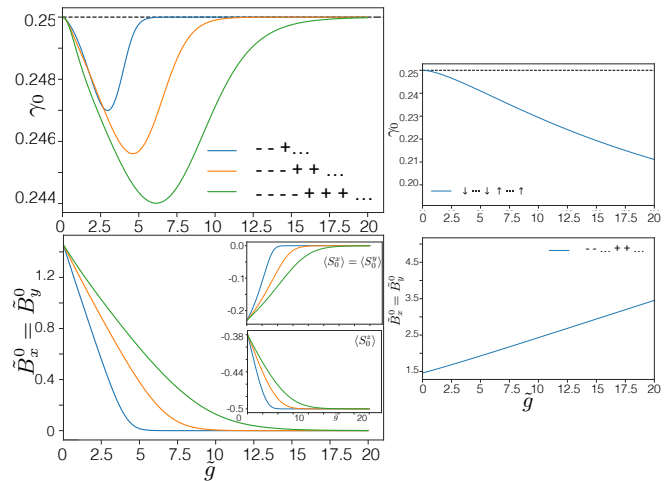 0.25
0.248
0.246
0.244
γ₀
- - - + ...
- - - - + + ...
- - - - - + + + ...
0 2.5 5 7.5 10 12.5 15 17.5 20
1.2
0.8
0.4
0
B̃ₓ⁰ = B̃ᵧ⁰
0 2.5 5 7.5 10 12.5 15 17.5 20
g̃
0.0
-0.1
-0.2
⟨S₀ˣ⟩ = ⟨S₀ʸ⟩
-0.38
-0.44
-0.5
⟨S₀ᶻ⟩
10 20
0.25
0.24
0.23
0.22
0.21
0.20
γ₀
↓ ... ↓ ↑ ... ↑
0 2.5 5 7.5 10 12.5 15 17.5 20
4.5
3.5
2.5
1.5
B̃ₓ⁰ = B̃ᵧ⁰
- - ... + + ...
0 2.5 5 7.5 10 12.5 15 17.5 20
g̃